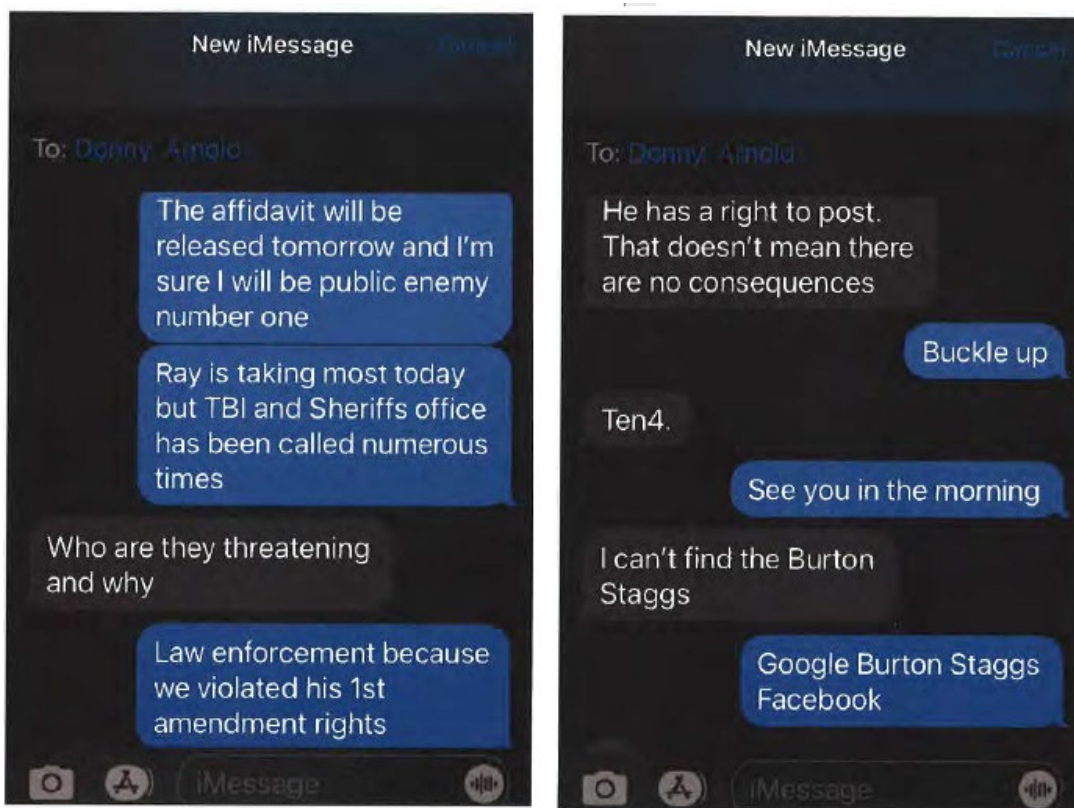 New iMessage
Cancel
To: Donny Arnold
The affidavit will be
released tomorrow and I'm
sure I will be public enemy
number one
Ray is taking most today
but TBI and Sheriffs office
has been called numerous
times
Who are they threatening
and why
Law enforcement because
we violated his 1st
amendment rights
iMessage
New iMessage
Cancel
To: Donny Arnold
He has a right to post.
That doesn't mean there
are no consequences
Buckle up
Ten4.
See you in the morning
I can't find the Burton
Staggs
Google Burton Staggs
Facebook
iMessage